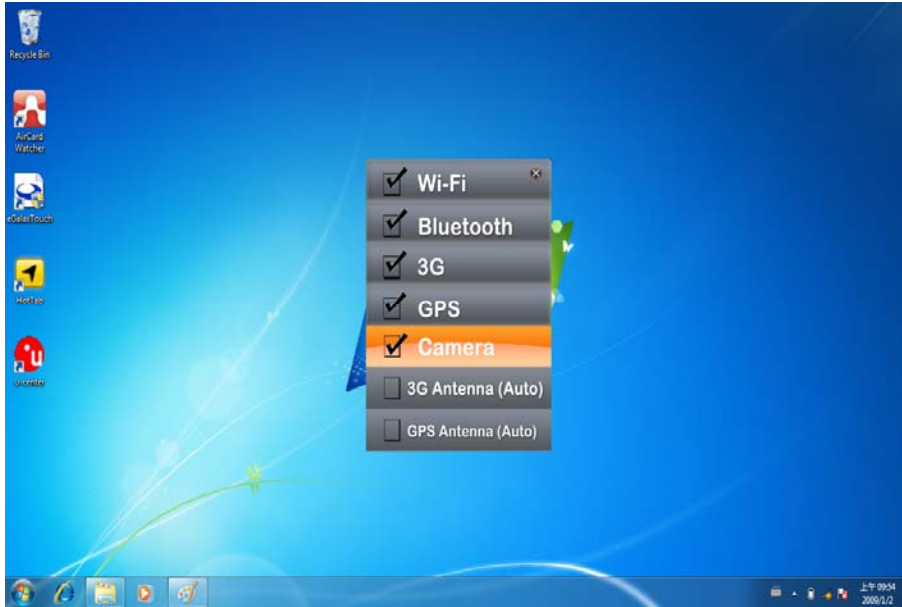 Recycle Bin
AirCard
Watcher
eGalaxTouch
HotTab
u-center
Wi-Fi
Bluetooth
3G
GPS
Camera
3G Antenna (Auto)
GPS Antenna (Auto)
上午 09:54
2009/1/2